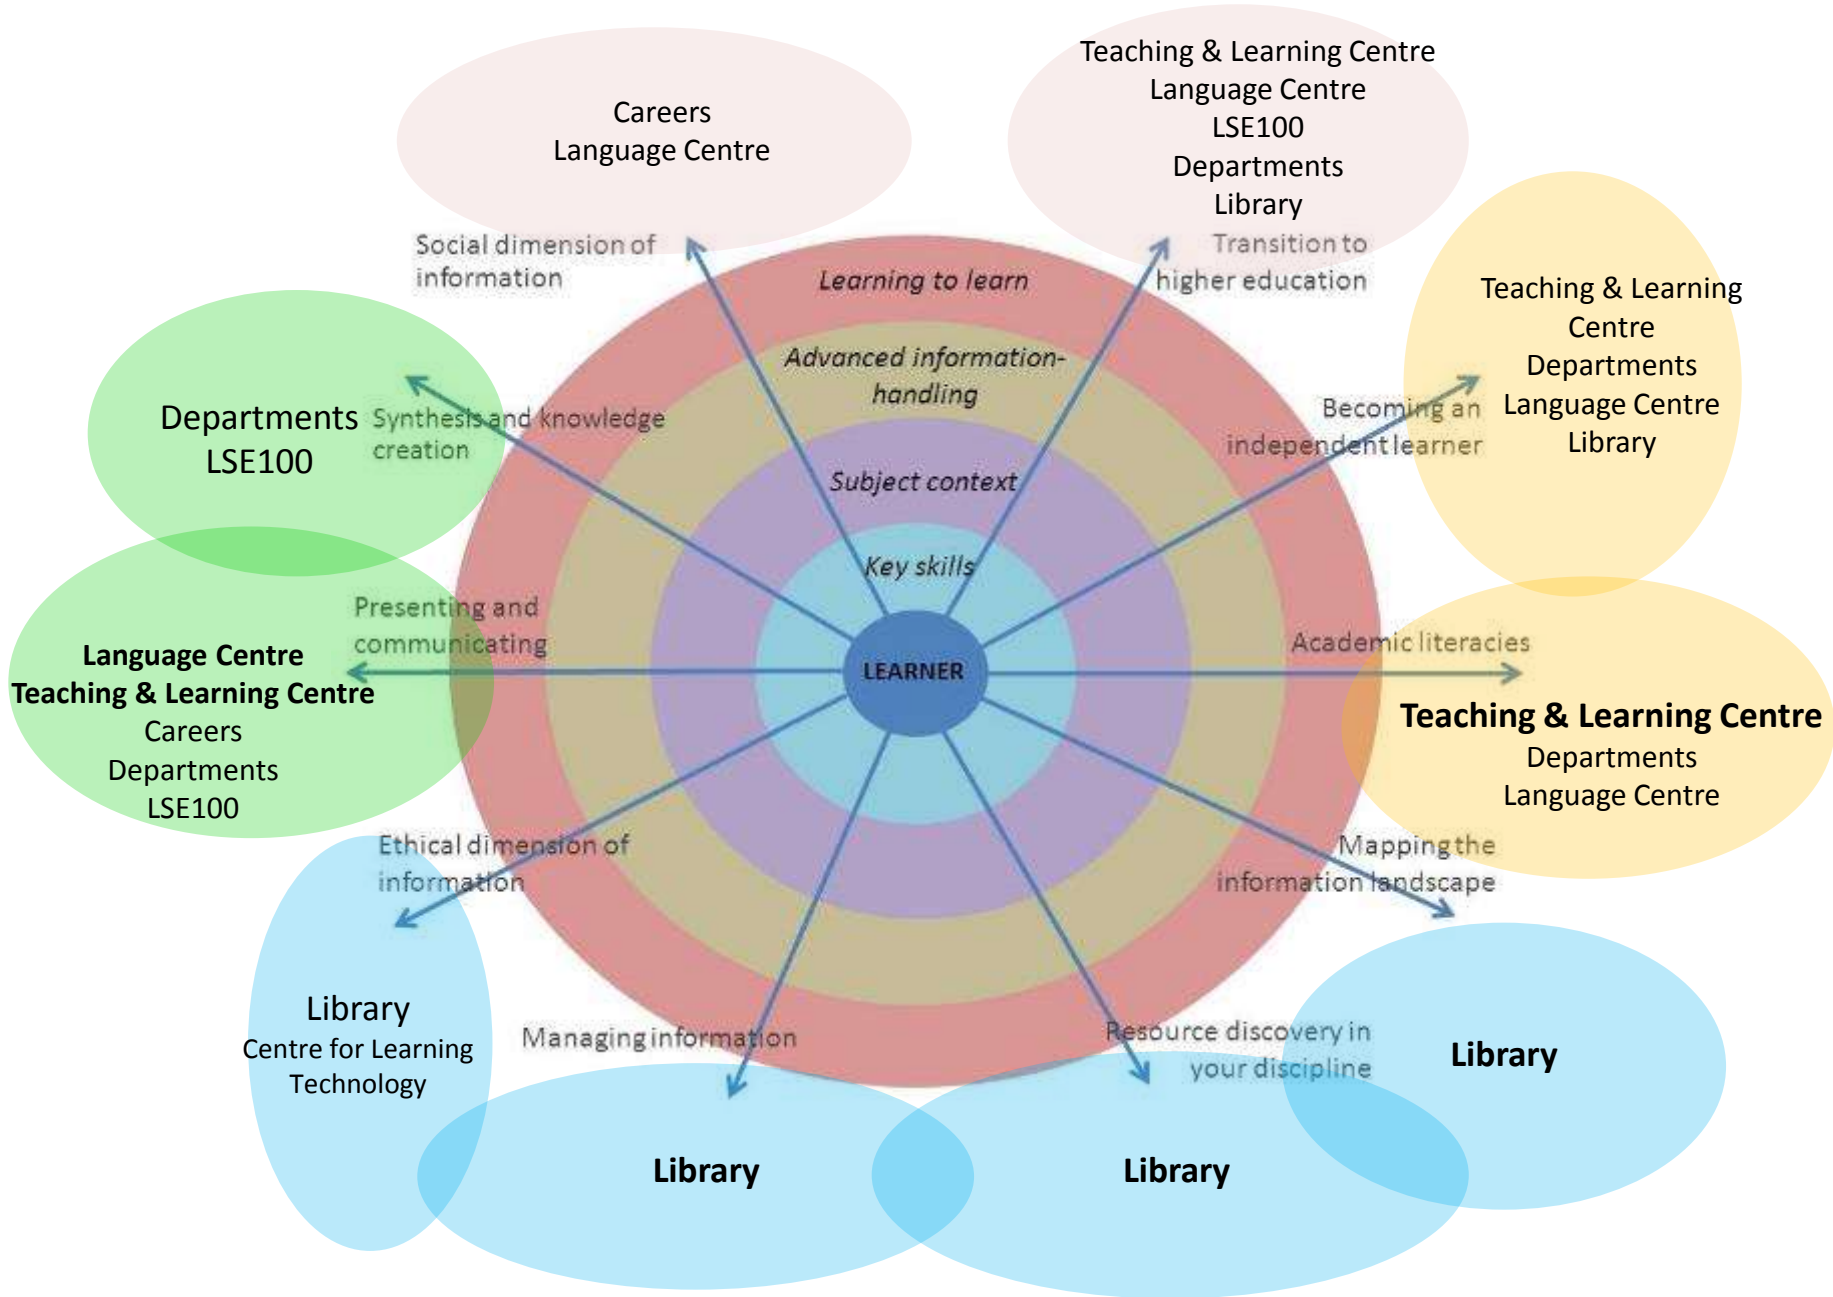 Careers
Language Centre
Teaching & Learning Centre
Language Centre
LSE100
Departments
Library
Social dimension of
information
Transition to
higher education
Learning to learn
Teaching & Learning
Centre
Departments
Language Centre
Library
Advanced information-
handling
Departments
LSE100
Synthesis and knowledge
creation
Becoming an
independent learner
Subject context
Key skills
Presenting and
communicating
Academic literacies
LEARNER
Language Centre
Teaching & Learning Centre
Careers
Departments
LSE100
Teaching & Learning Centre
Departments
Language Centre
Ethical dimension of
information
Mapping the
information landscape
Library
Centre for Learning
Technology
Managing information
Resource discovery in
your discipline
Library
Library
Library